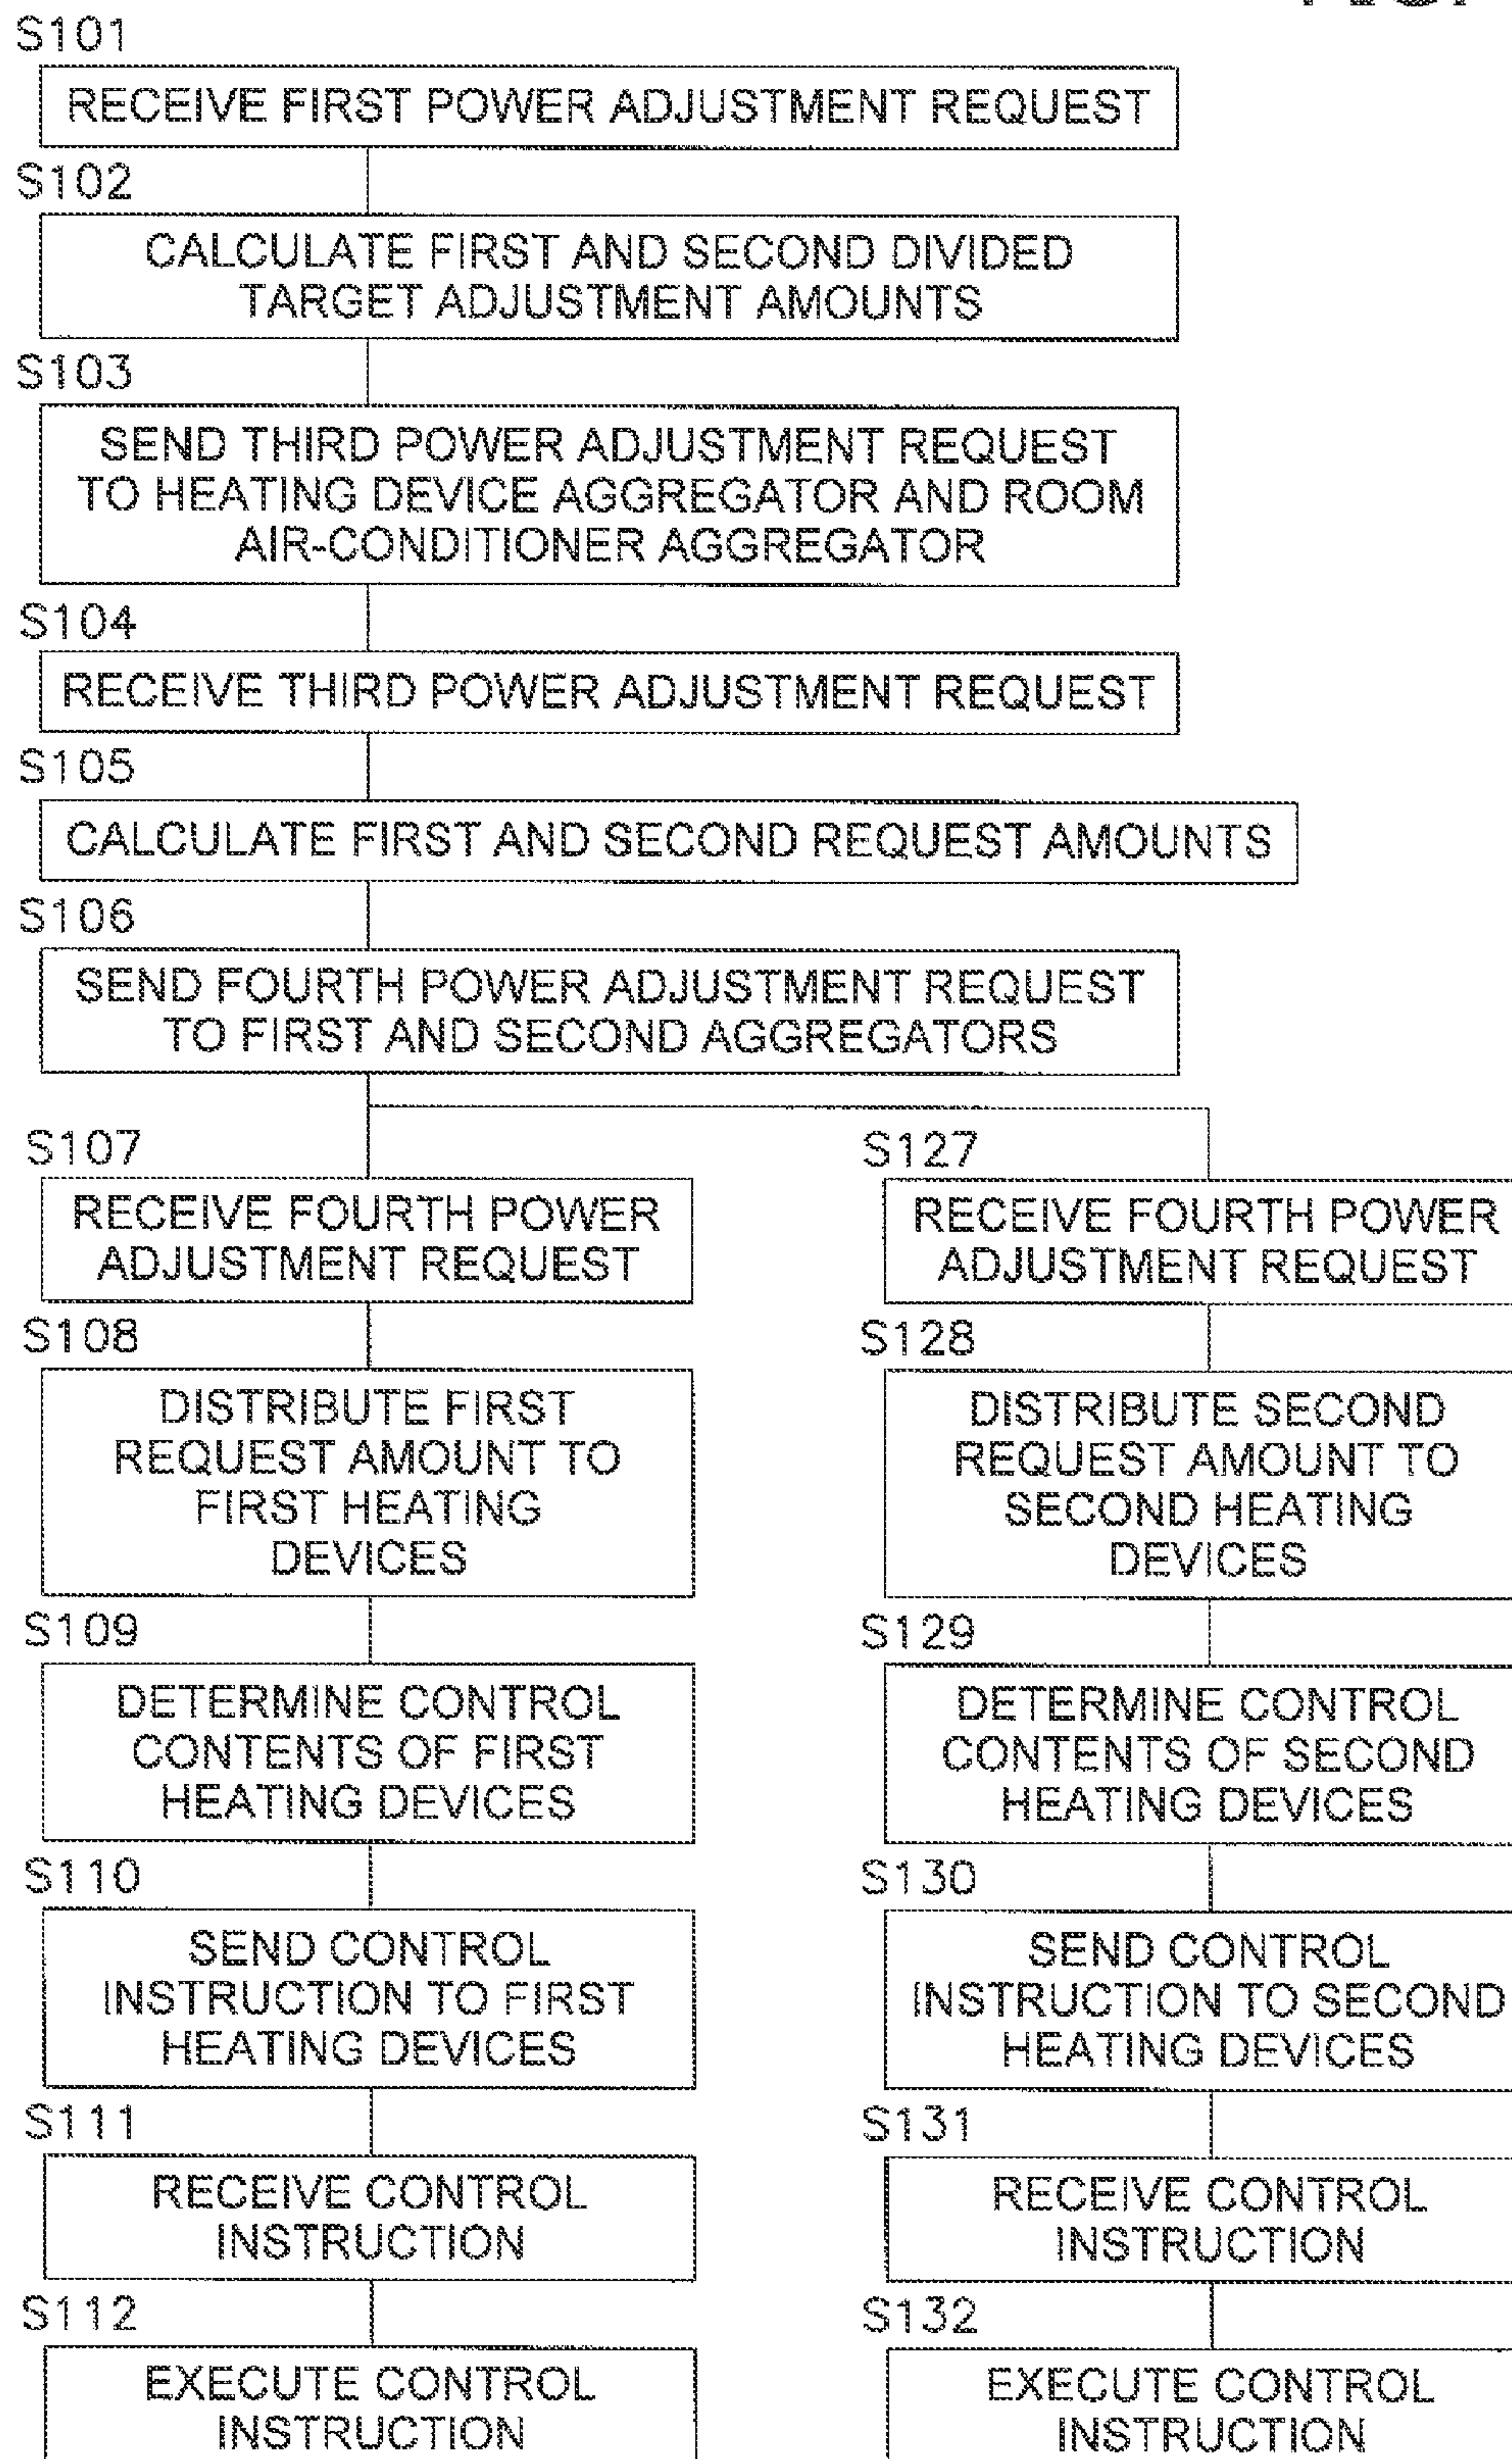 S101
RECEIVE FIRST POWER ADJUSTMENT REQUEST
S102
CALCULATE FIRST AND SECOND DIVIDED
TARGET ADJUSTMENT AMOUNTS
S103
SEND THIRD POWER ADJUSTMENT REQUEST
TO HEATING DEVICE AGGREGATOR AND ROOM
AIR-CONDITIONER AGGREGATOR
S104
RECEIVE THIRD POWER ADJUSTMENT REQUEST
S105
CALCULATE FIRST AND SECOND REQUEST AMOUNTS
S106
SEND FOURTH POWER ADJUSTMENT REQUEST
TO FIRST AND SECOND AGGREGATORS
S107
RECEIVE FOURTH POWER
ADJUSTMENT REQUEST
S108
DISTRIBUTE FIRST
REQUEST AMOUNT TO
FIRST HEATING
DEVICES
S109
DETERMINE CONTROL
CONTENTS OF FIRST
HEATING DEVICES
S110
SEND CONTROL
INSTRUCTION TO FIRST
HEATING DEVICES
S111
RECEIVE CONTROL
INSTRUCTION
S112
EXECUTE CONTROL
INSTRUCTION
S127
RECEIVE FOURTH POWER
ADJUSTMENT REQUEST
S128
DISTRIBUTE SECOND
REQUEST AMOUNT TO
SECOND HEATING
DEVICES
S129
DETERMINE CONTROL
CONTENTS OF SECOND
HEATING DEVICES
S130
SEND CONTROL
INSTRUCTION TO SECOND
HEATING DEVICES
S131
RECEIVE CONTROL
INSTRUCTION
S132
EXECUTE CONTROL
INSTRUCTION